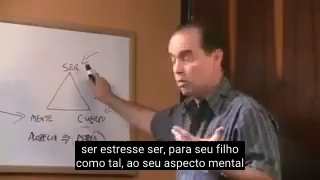 SER
MENTE CUERPO
ser estresse ser, para seu filho
como tal, ao seu aspecto mental